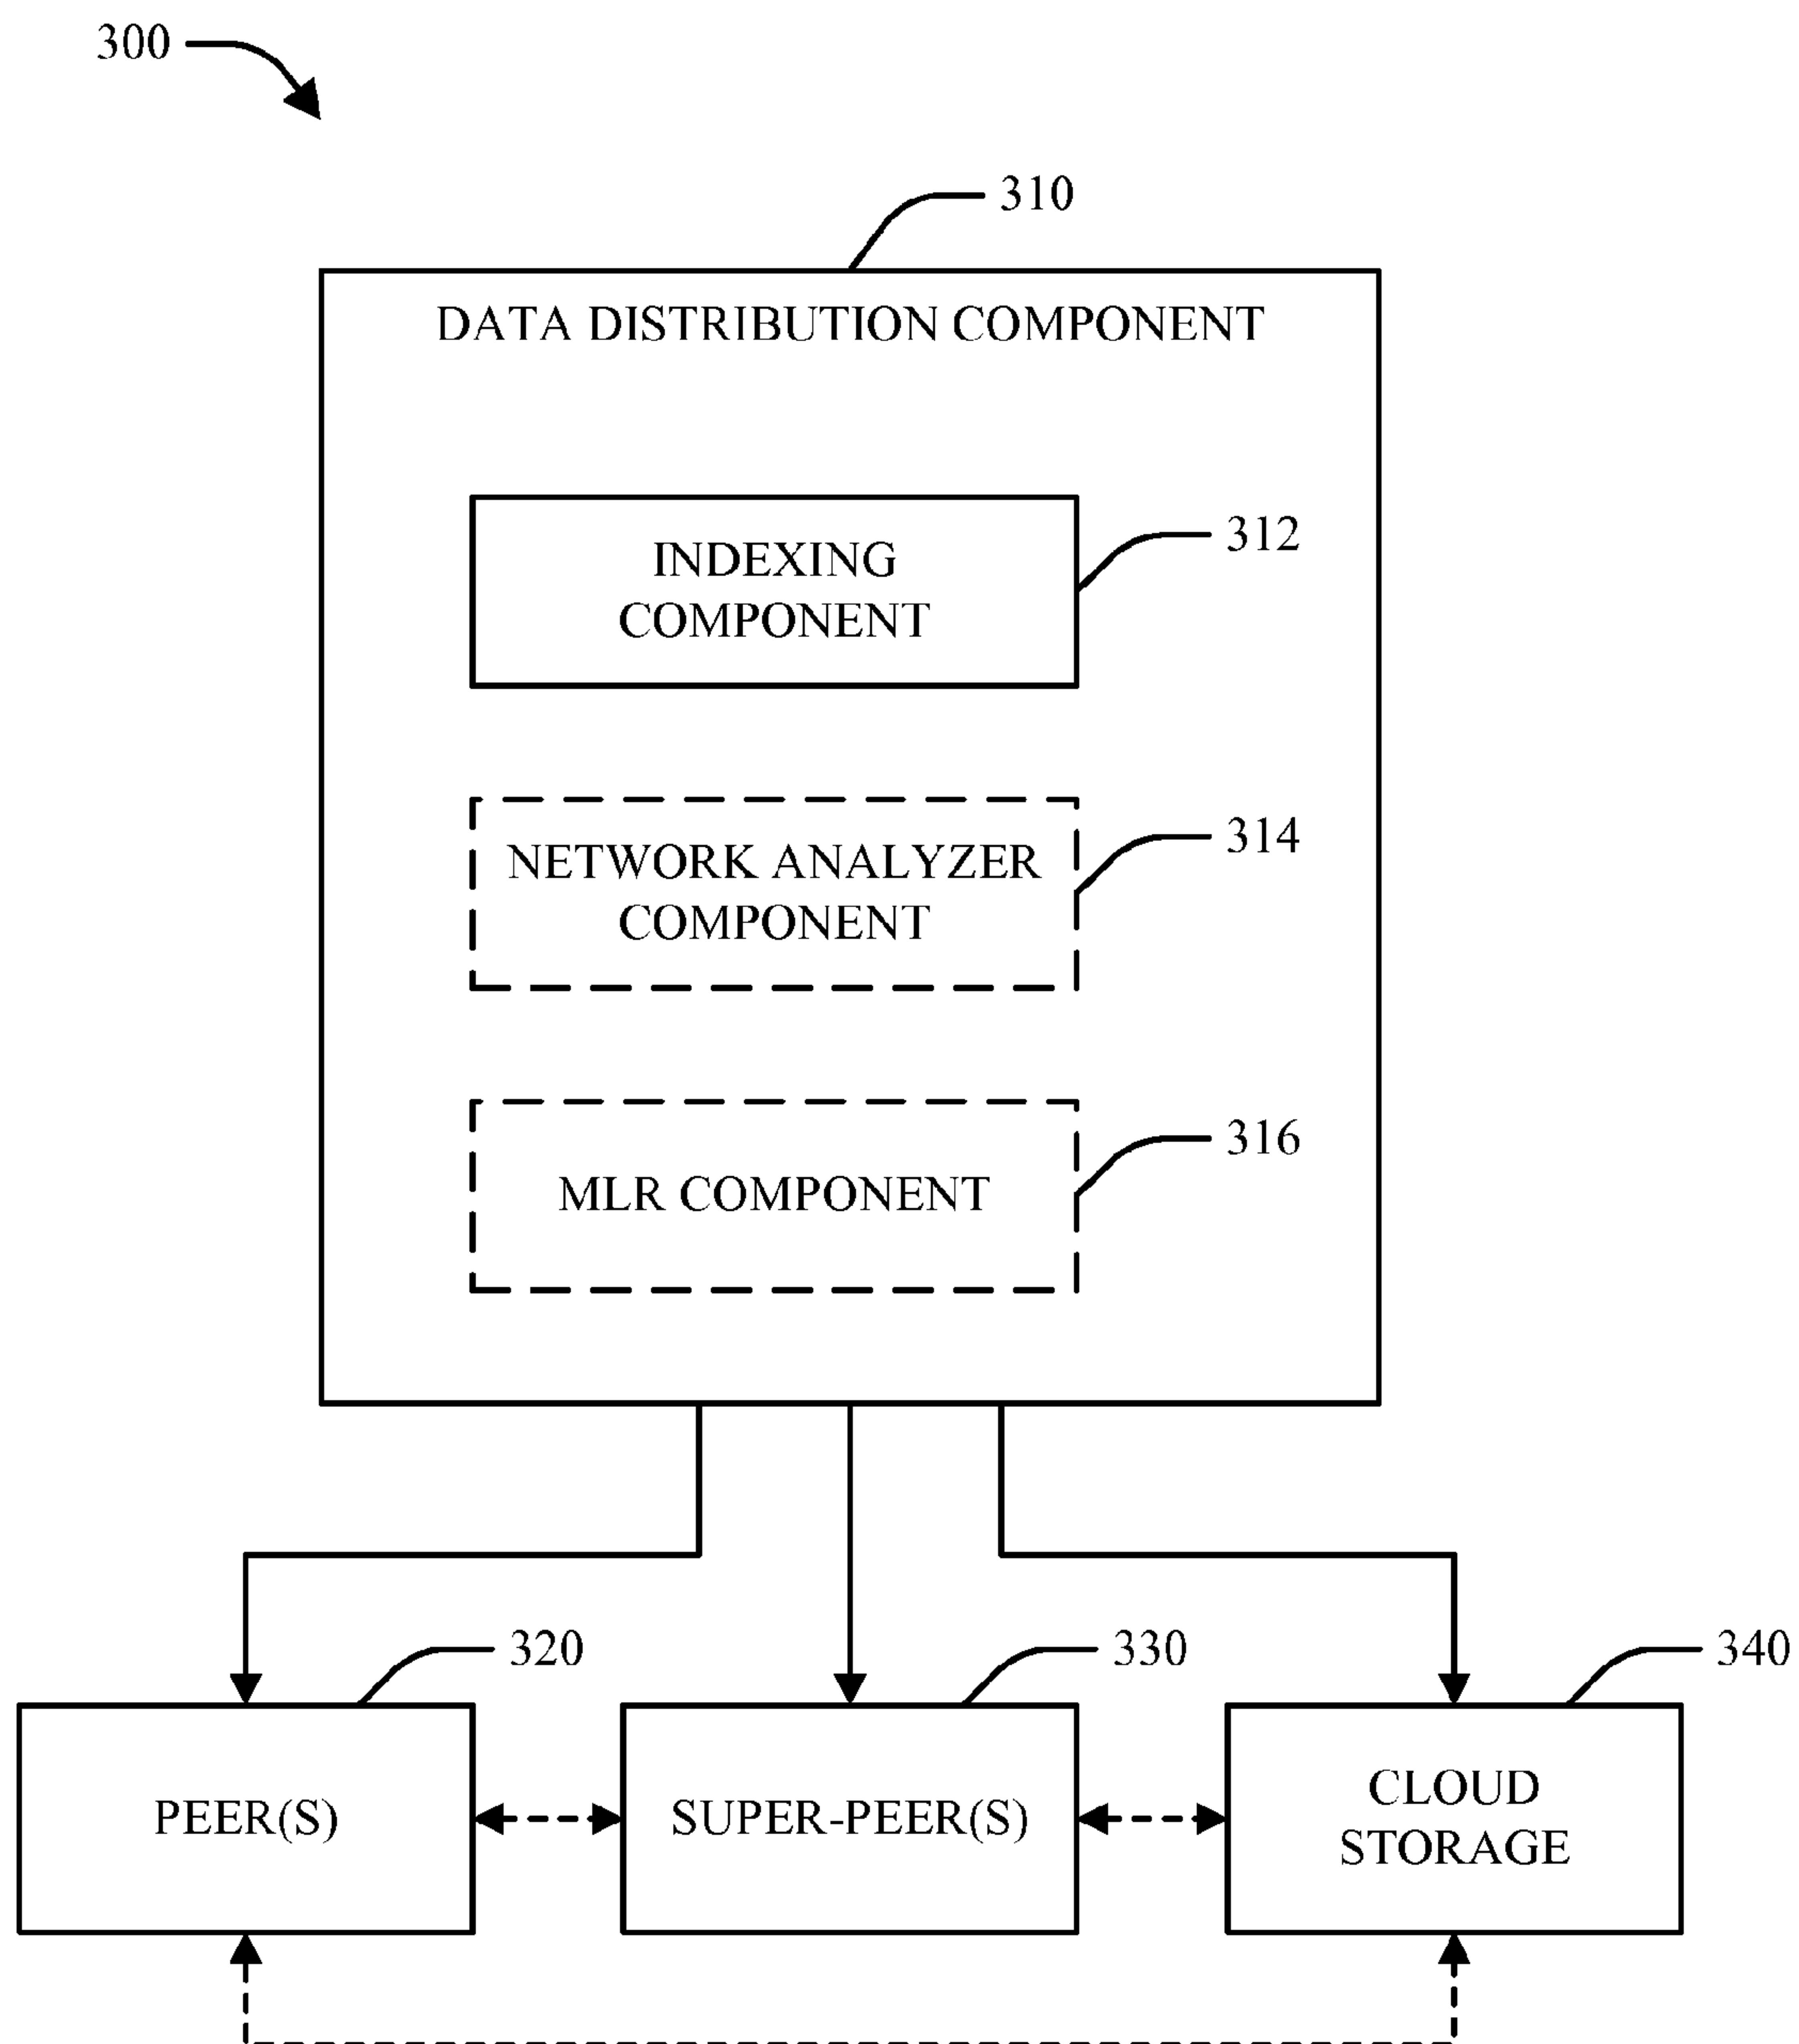 300
310
DATA DISTRIBUTION COMPONENT
INDEXING
COMPONENT
312
NETWORK ANALYZER
COMPONENT
314
MLR COMPONENT
316
320
330
340
PEER(S)
SUPER-PEER(S)
CLOUD
STORAGE